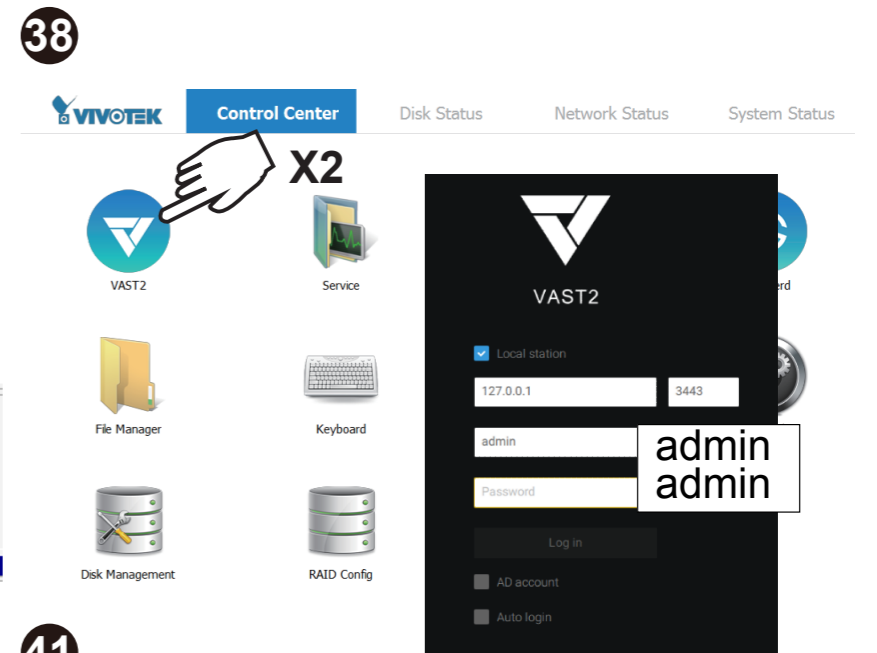 38
VIVOTEK Control Center Disk Status Network Status System Status
X2
VAST2
Service
VAST2
Local station
127.0.0.1 3443
File Manager
Keyboard
admin
admin
Password
admin
Log in
Disk Management
RAID Config
AD account
Auto login
41